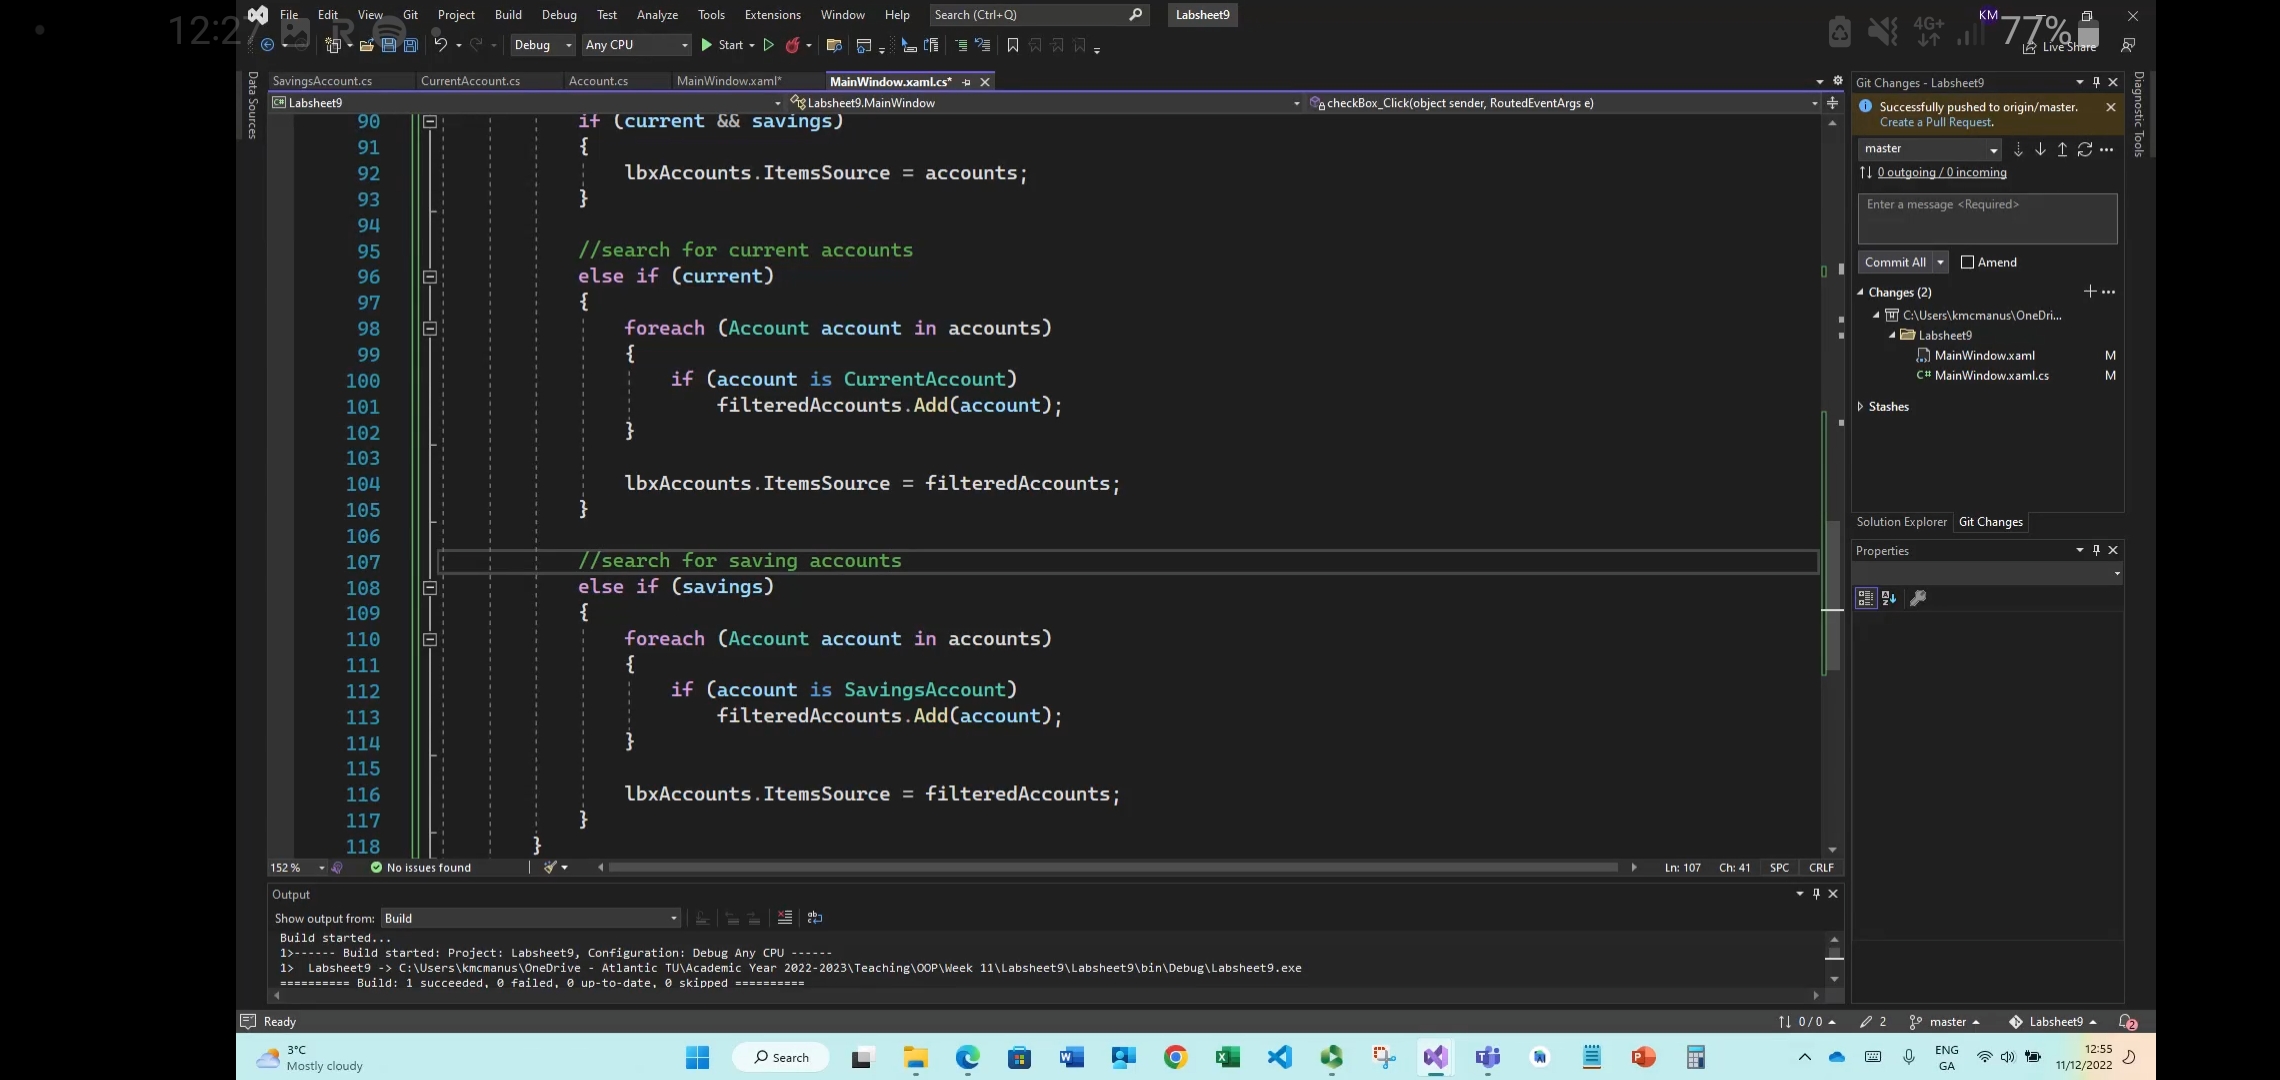 12:27
77%
4G+
File Edit View Git Project Build Debug Test Analyze Tools Extensions Window Help Search (Ctrl+Q) Labsheet9 KM
Debug Any CPU Start Live Share
SavingsAccount.cs CurrentAccount.cs Account.cs MainWindow.xaml* MainWindow.xaml.cs*
Labsheet9 Labsheet9.MainWindow checkBox_Click(object sender, RoutedEventArgs e)
Data Sources
90 if (current && savings)
91 {
92 lbxAccounts.ItemsSource = accounts;
93 }
94
95 //search for current accounts
96 else if (current)
97 {
98 foreach (Account account in accounts)
99 {
100 if (account is CurrentAccount)
101 filteredAccounts.Add(account);
102 }
103
104 lbxAccounts.ItemsSource = filteredAccounts;
105 }
106
107 //search for saving accounts
108 else if (savings)
109 {
110 foreach (Account account in accounts)
111 {
112 if (account is SavingsAccount)
113 filteredAccounts.Add(account);
114 }
115
116 lbxAccounts.ItemsSource = filteredAccounts;
117 }
118 }
152 % No issues found Ln: 107 Ch: 41 SPC CRLF
Output
Show output from: Build
Build started...
1>------ Build started: Project: Labsheet9, Configuration: Debug Any CPU ------
1> Labsheet9 -> C:\Users\kmcmanus\OneDrive - Atlantic TU\Academic Year 2022-2023\Teaching\OOP\Week 11\Labsheet9\Labsheet9\bin\Debug\Labsheet9.exe
========== Build: 1 succeeded, 0 failed, 0 up-to-date, 0 skipped ==========
Git Changes - Labsheet9
Successfully pushed to origin/master.
Create a Pull Request.
master
0 outgoing / 0 incoming
Enter a message <Required>
Commit All Amend
Changes (2)
C:\Users\kmcmanus\OneDri...
Labsheet9
MainWindow.xaml M
MainWindow.xaml.cs M
Stashes
Solution Explorer Git Changes
Properties
Diagnostic Tools
Ready 0 / 0 2 master Labsheet9 2
3°C
Mostly cloudy
Search
ENG
GA
12:55
11/12/2022